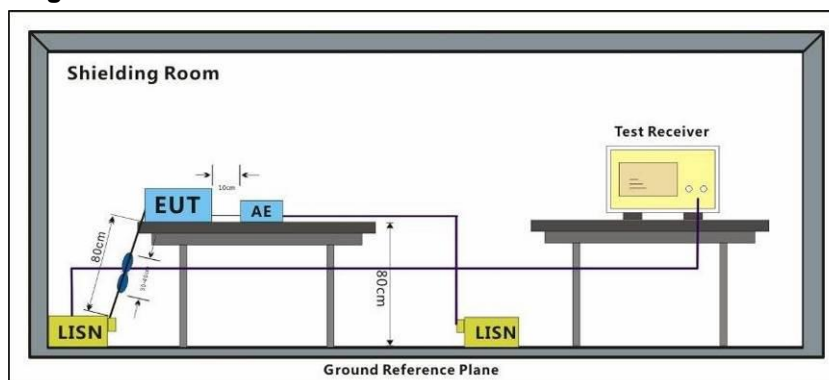 Shielding Room
Test Receiver
10cm
EUT
AE
80cm
80cm
LISN
LISN
Ground Reference Plane